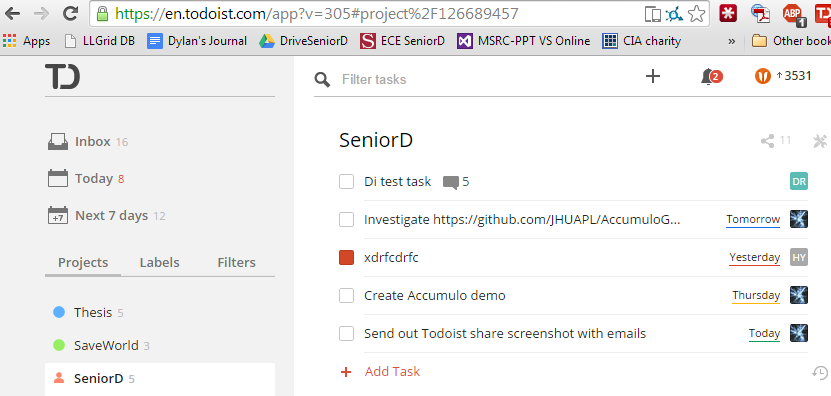 https://en.todoist.com/app?v=305#project%2F126689457
ABP
1
Apps LLGrid DB Dylan's Journal DriveSeniorD S ECE SeniorD MSRC-PPT VS Online CIA charity » Other book
TD
Filter tasks
2
3531
SeniorD
11
Inbox 16
Today 8
+7 Next 7 days 12
Projects Labels Filters
Thesis 5
SaveWorld 3
SeniorD 5
Di test task 5 DR
Investigate https://github.com/JHUAPL/AccumuloG... Tomorrow
xdrfcdrfc Yesterday HY
Create Accumulo demo Thursday
Send out Todoist share screenshot with emails Today
+ Add Task